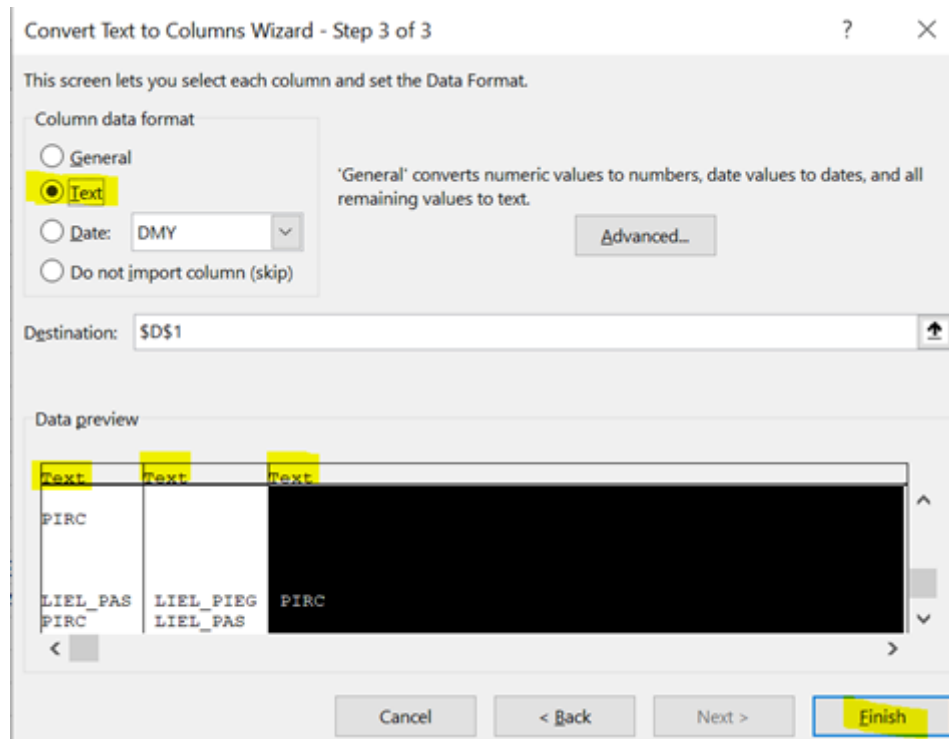 Convert Text to Columns Wizard - Step 3 of 3 ?
This screen lets you select each column and set the Data Format.
Column data format
General
Text
Date: DMY
Do not import column (skip)
'General' converts numeric values to numbers, date values to dates, and all
remaining values to text.
Advanced...
Destination: $D$1
Data preview
Text Text Text
PIRC
LIEL_PAS LIEL_PIEG PIRC
PIRC LIEL_PAS
Cancel < Back Next > Finish